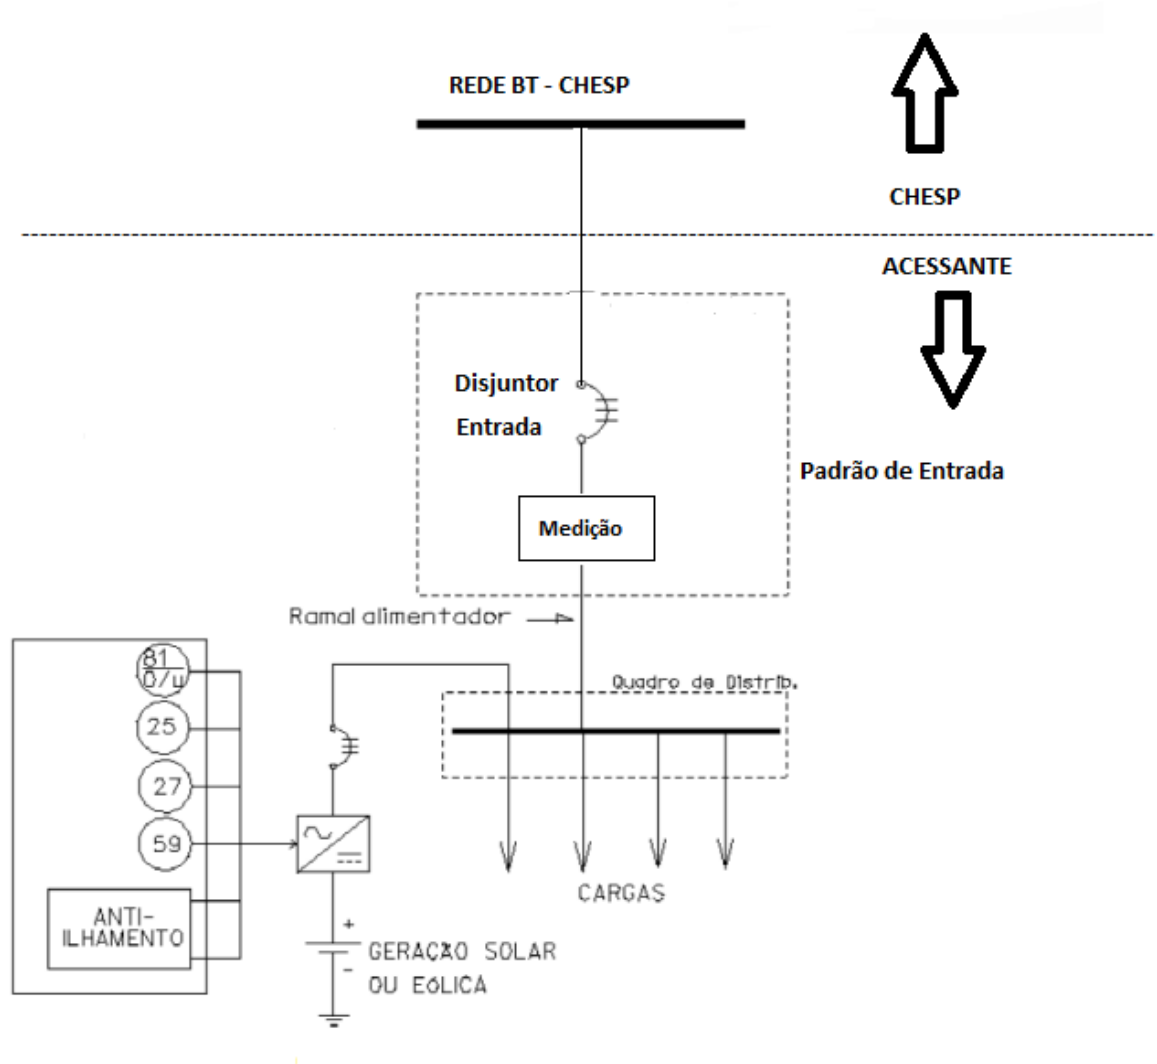 REDE BT - CHESP
CHESP
ACESSANTE
Disjuntor
Entrada
Padrão de Entrada
Medição
Ramal alimentador
81
O/u
Quadro de Distrib.
25
27
59
CARGAS
ANTI-
ILHAMENTO
+
GERAÇÃO SOLAR
-
OU EÓLICA